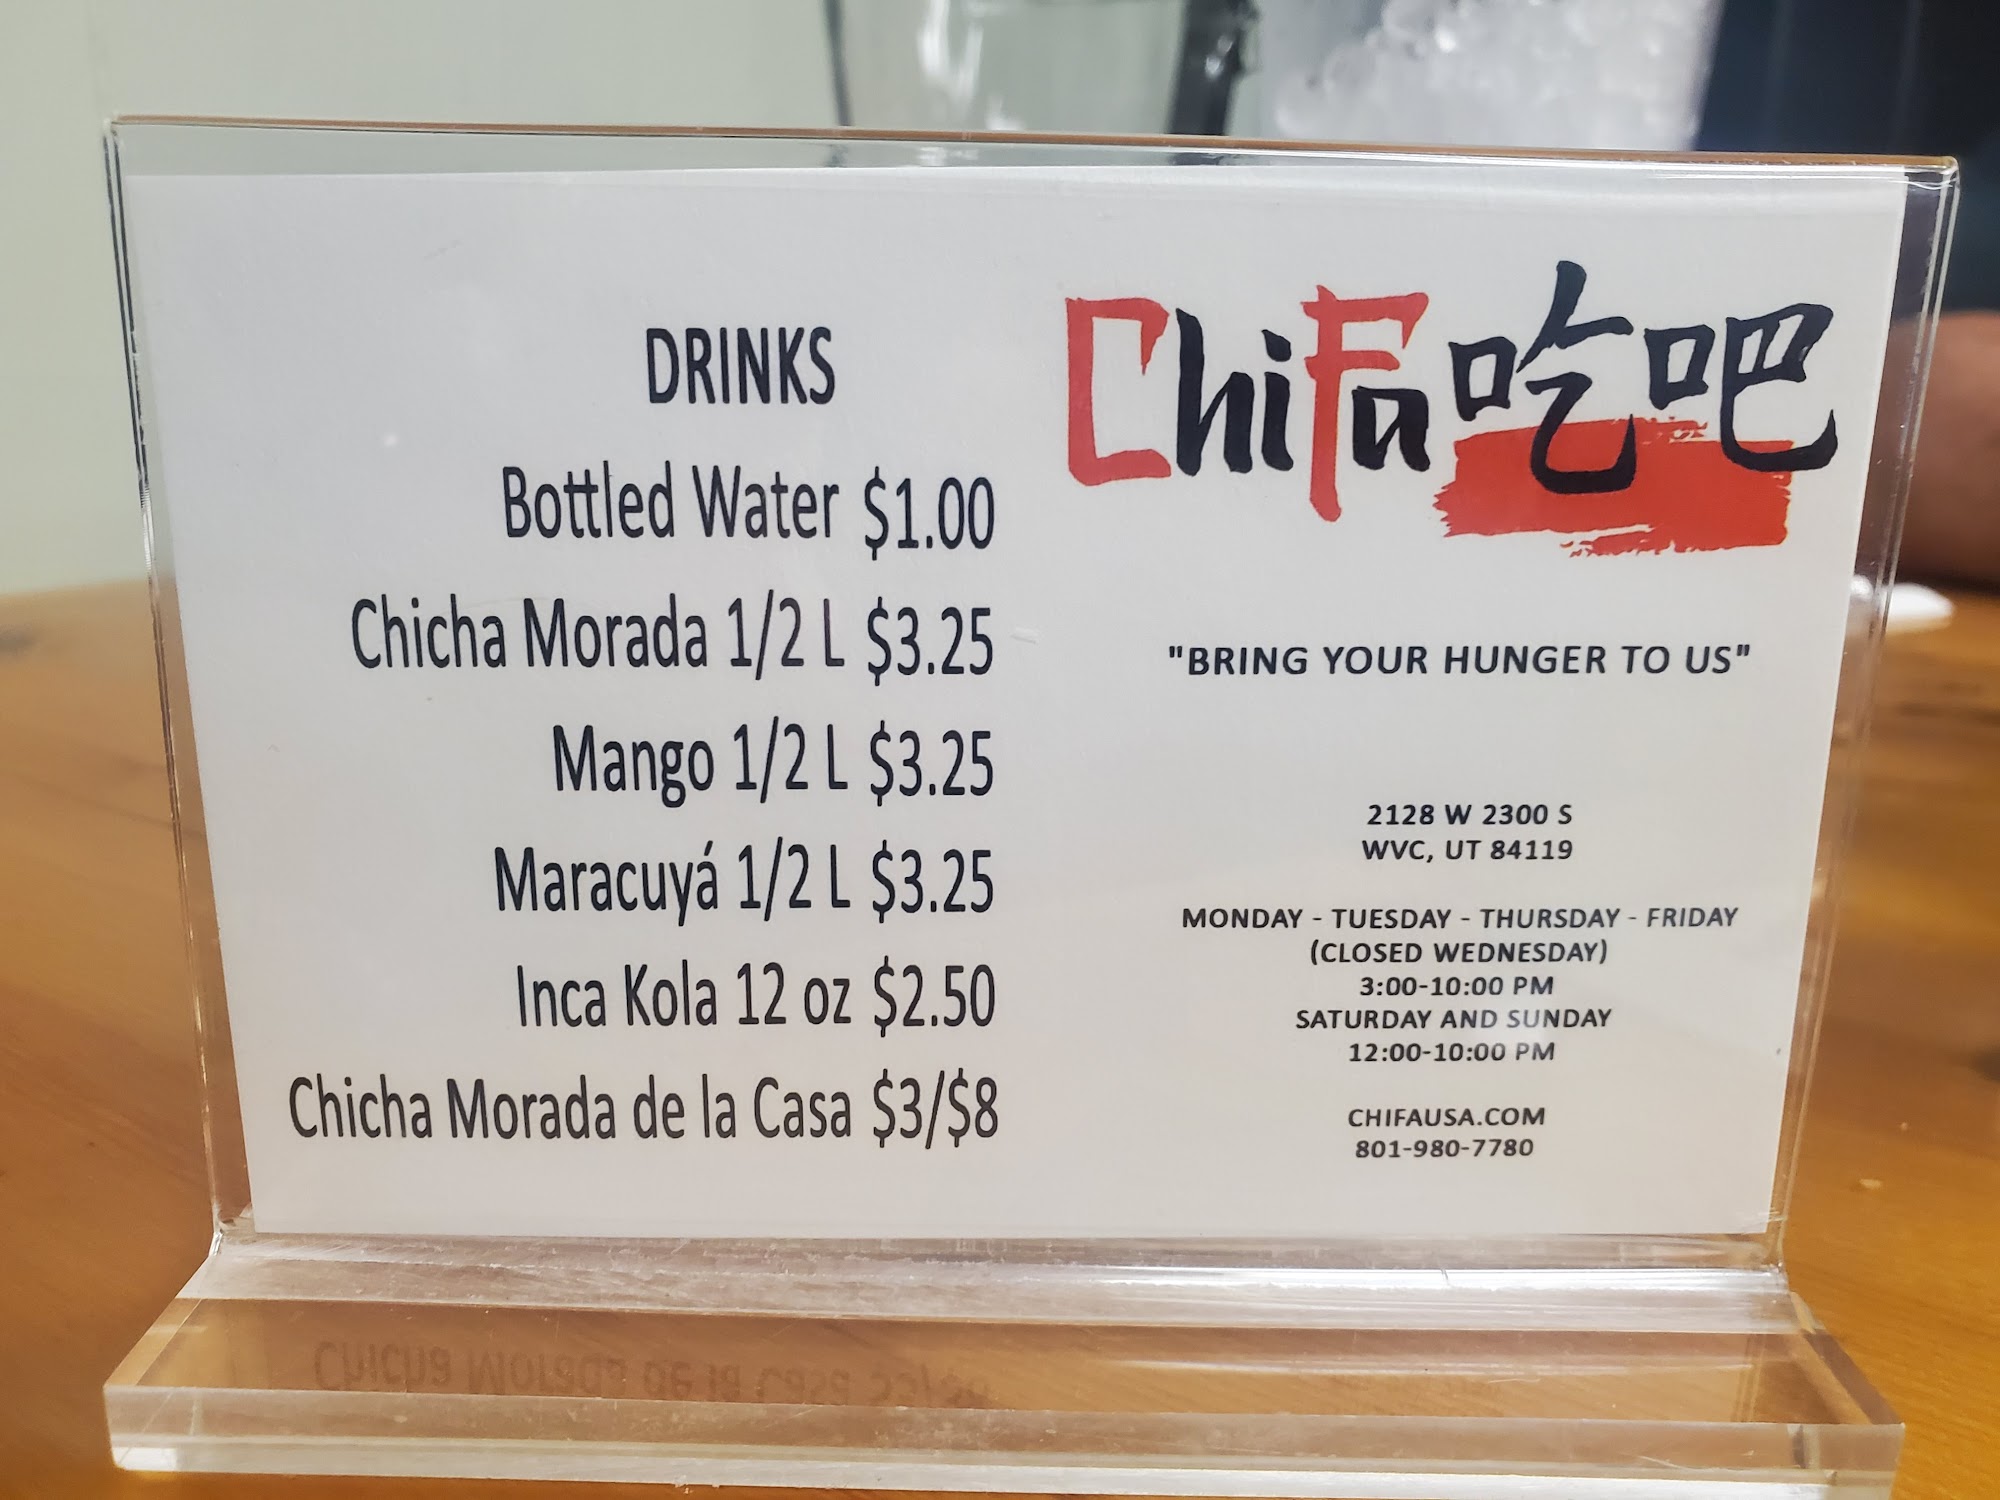 DRINKS
Bottled Water $1.00
Chicha Morada 1/2 L $3.25
Mango 1/2 L $3.25
Maracuyá 1/2 L $3.25
Inca Kola 12 oz $2.50
Chicha Morada de la Casa $3/$8
ChiFa吃吧
"BRING YOUR HUNGER TO US"
2128 W 2300 S
WVC, UT 84119
MONDAY - TUESDAY - THURSDAY - FRIDAY
(CLOSED WEDNESDAY)
3:00-10:00 PM
SATURDAY AND SUNDAY
12:00-10:00 PM
CHIFAUSA.COM
801-980-7780